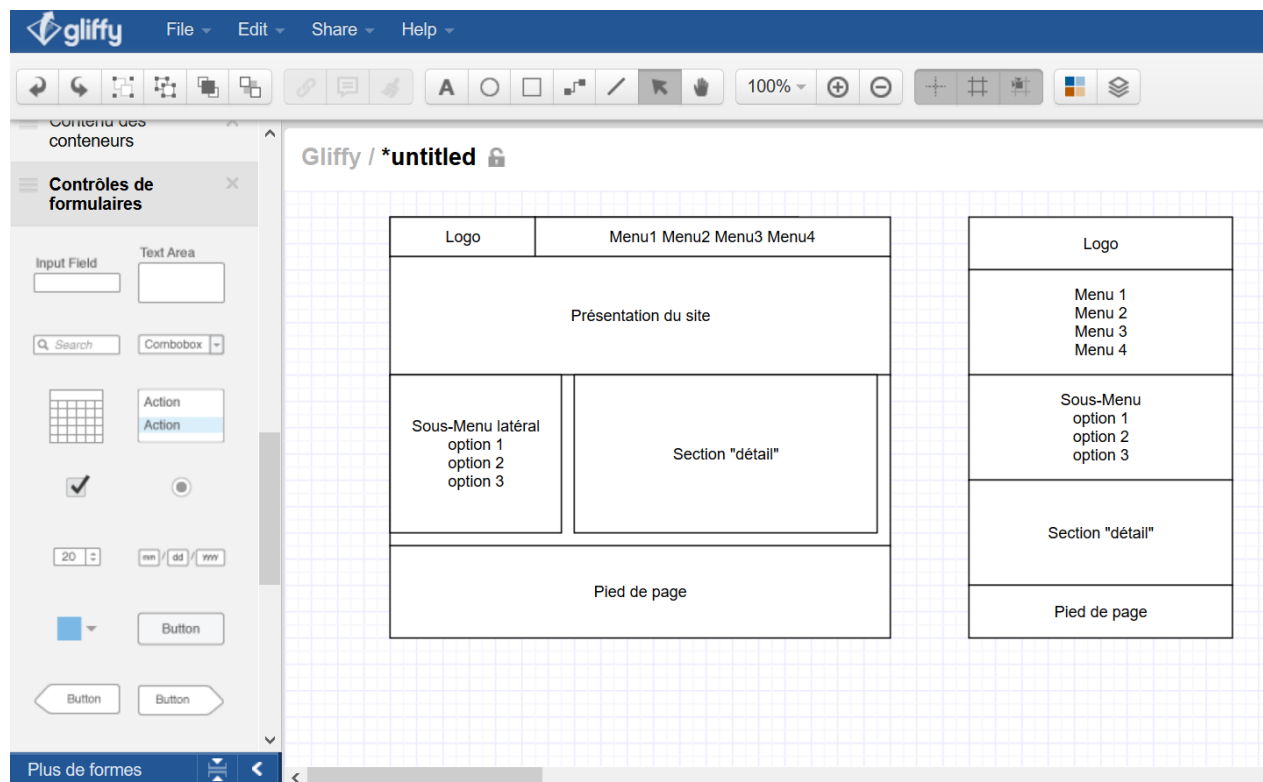 gliffy
File
Edit
Share
Help
A
100%
Contenu des
conteneurs
Contrôles de
formulaires
Input Field
Text Area
Search
Combobox
Action
Action
20
mm / dd / yyyy
Button
Button
Button
Plus de formes
Gliffy / *untitled
Logo
Menu1 Menu2 Menu3 Menu4
Présentation du site
Sous-Menu latéral
option 1
option 2
option 3
Section "détail"
Pied de page
Logo
Menu 1
Menu 2
Menu 3
Menu 4
Sous-Menu
option 1
option 2
option 3
Section "détail"
Pied de page